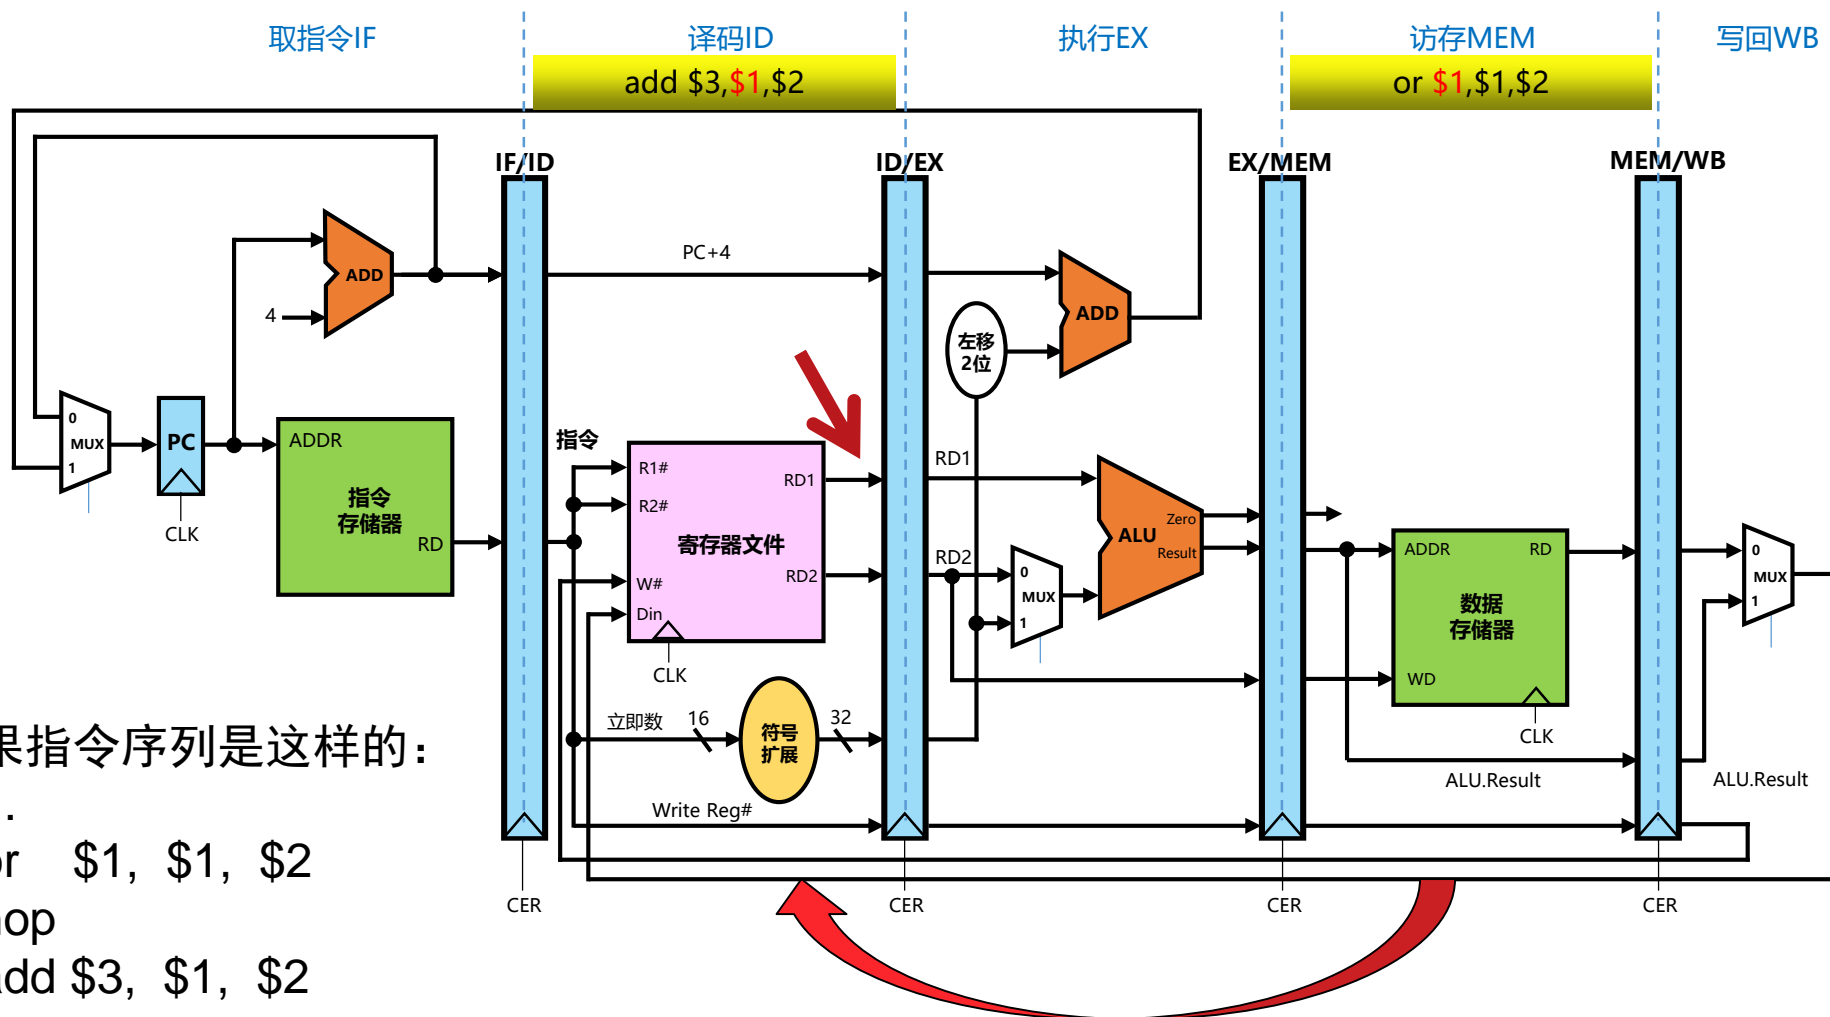 取指令IF
译码ID
执行EX
访存MEM
写回WB
add $3,$1,$2
or $1,$1,$2
IF/ID
ID/EX
EX/MEM
MEM/WB
ADD
4
PC+4
ADD
左移
2位
0
MUX
1
PC
CLK
ADDR
指令
存储器
RD
指令
R1#
R2#
W#
Din
RD1
RD2
寄存器文件
CLK
RD1
RD2
0
MUX
1
ALU
Zero
Result
ADDR
RD
数据
存储器
WD
CLK
0
MUX
1
立即数
16
符号
扩展
32
Write Reg#
ALU.Result
ALU.Result
CER
CER
CER
CER
果指令序列是这样的：
.
or $1, $1, $2
nop
add $3, $1, $2